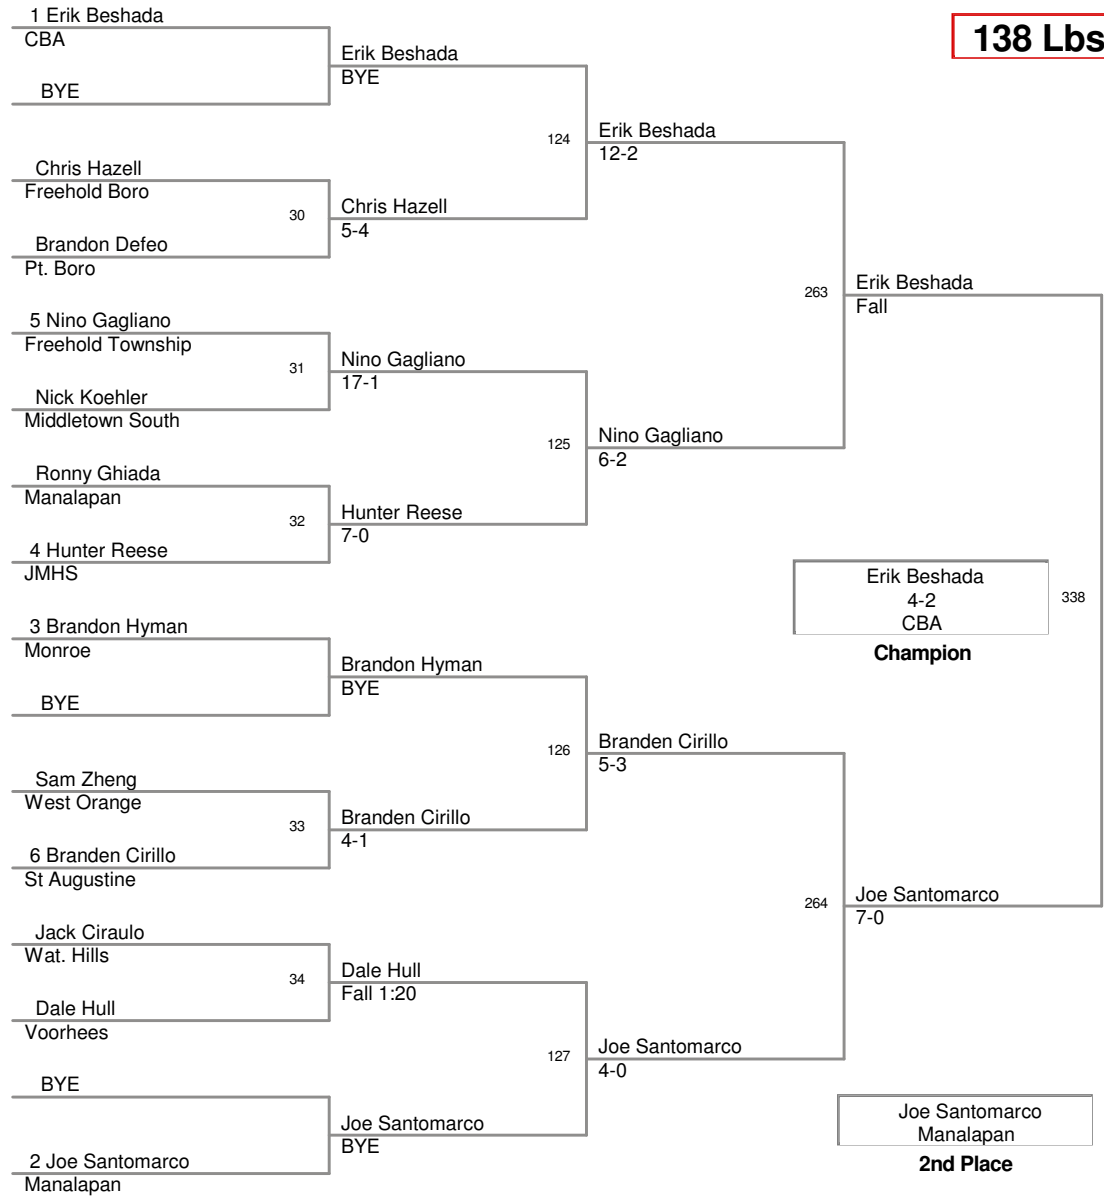 1 Erik Beshada
CBA
BYE
Chris Hazell
Freehold Boro
Brandon Defeo
Pt. Boro
5 Nino Gagliano
Freehold Township
Nick Koehler
Middletown South
Ronny Ghiada
Manalapan
4 Hunter Reese
JMHS
3 Brandon Hyman
Monroe
BYE
Sam Zheng
West Orange
6 Branden Cirillo
St Augustine
Jack Ciraulo
Wat. Hills
Dale Hull
Voorhees
BYE
2 Joe Santomarco
Manalapan
30
31
32
33
34
Erik Beshada
BYE
Chris Hazell
5-4
Nino Gagliano
17-1
Hunter Reese
7-0
Brandon Hyman
BYE
Branden Cirillo
4-1
Dale Hull
Fall 1:20
Joe Santomarco
BYE
124
125
126
127
Erik Beshada
12-2
Nino Gagliano
6-2
Branden Cirillo
5-3
Joe Santomarco
4-0
263
264
Erik Beshada
Fall
Joe Santomarco
7-0
138 Lbs
Erik Beshada
4-2
CBA
Champion
338
Joe Santomarco
Manalapan
2nd Place